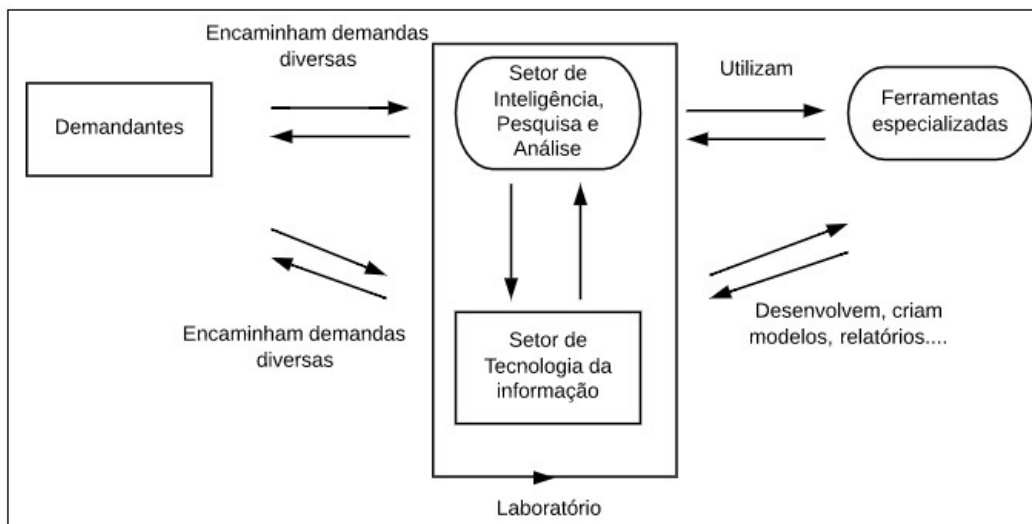 Encaminham demandas
diversas
Demandantes
Setor de
Inteligência,
Pesquisa e
Análise
Utilizam
Ferramentas
especializadas
Encaminham demandas
diversas
Setor de
Tecnologia da
informação
Desenvolvem, criam
modelos, relatórios....
Laboratório